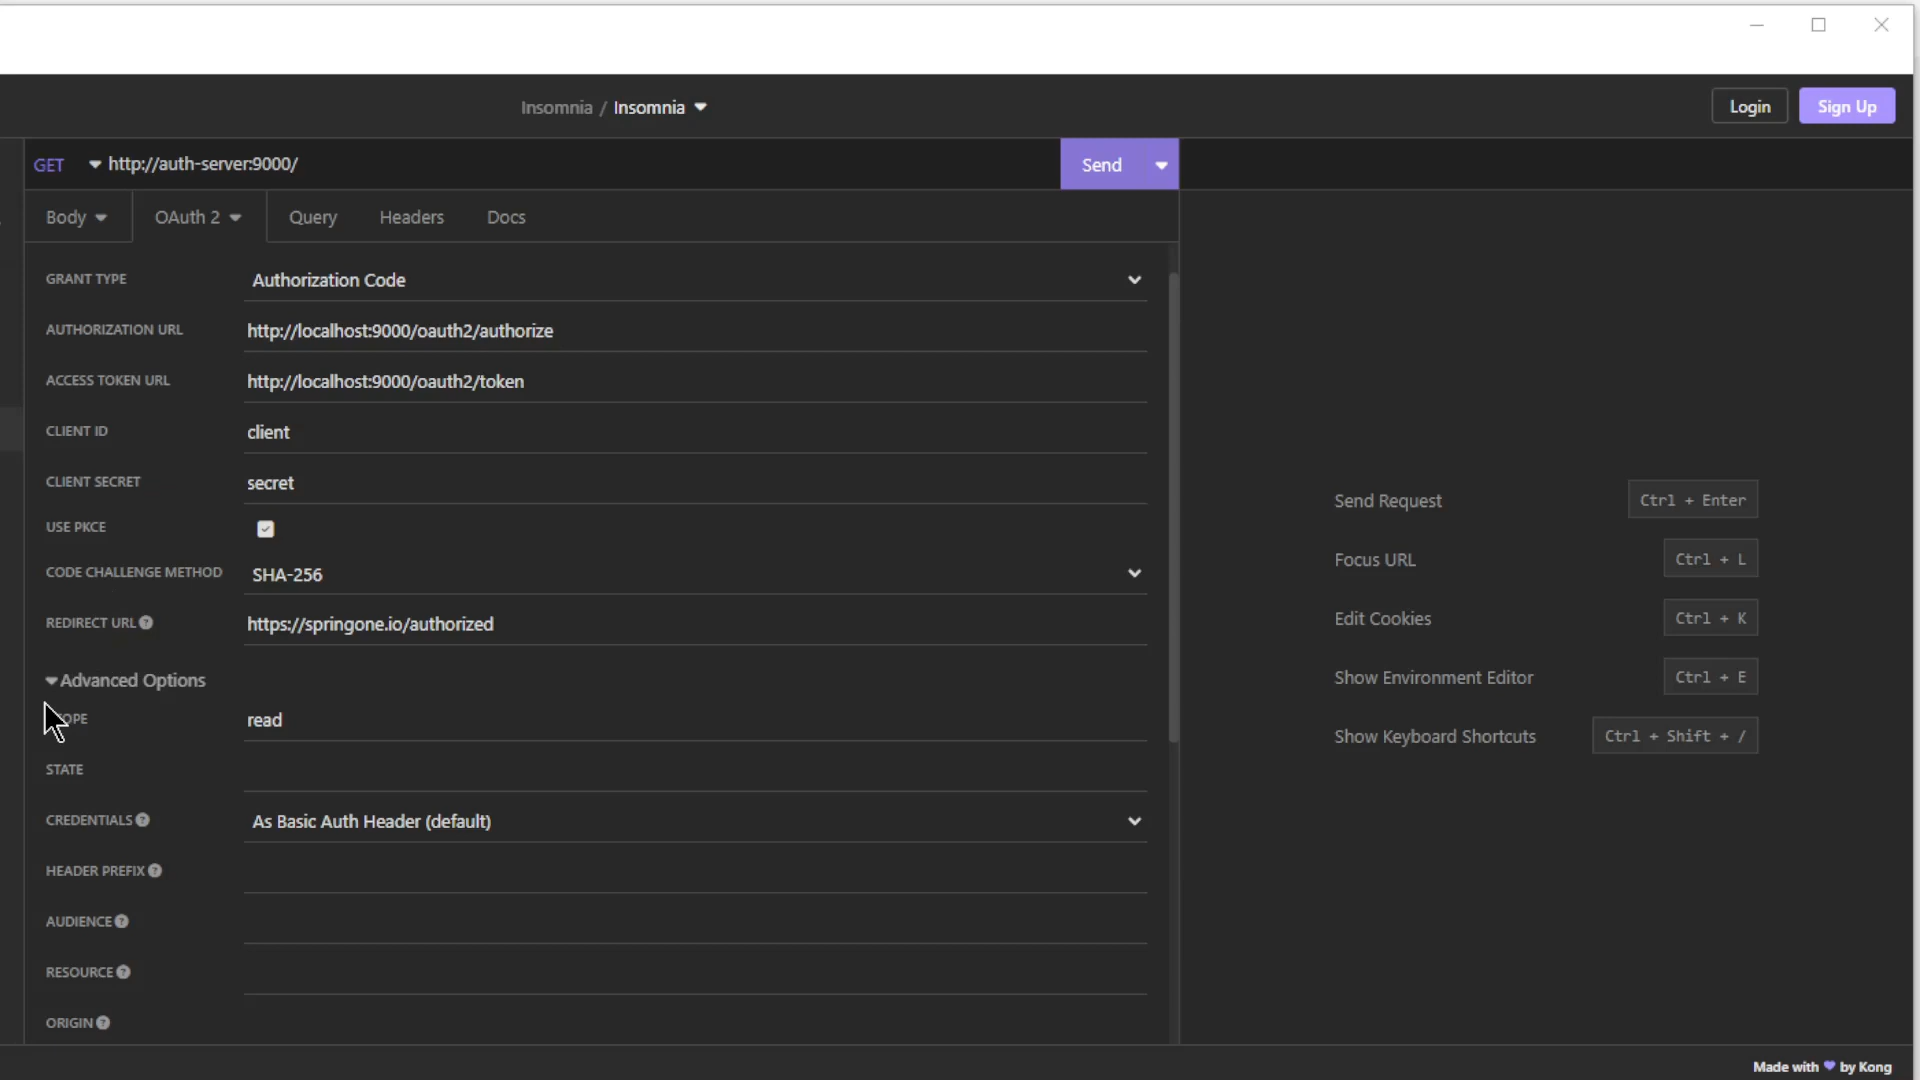 Insomnia / Insomnia
Login
Sign Up
GET http://auth-server:9000/
Send
Body
OAuth 2
Query
Headers
Docs
GRANT TYPE Authorization Code
AUTHORIZATION URL http://localhost:9000/oauth2/authorize
ACCESS TOKEN URL http://localhost:9000/oauth2/token
CLIENT ID client
CLIENT SECRET secret
USE PKCE
CODE CHALLENGE METHOD SHA-256
REDIRECT URL https://springone.io/authorized
Advanced Options
OPE read
STATE
CREDENTIALS As Basic Auth Header (default)
HEADER PREFIX
AUDIENCE
RESOURCE
ORIGIN
Send Request Ctrl + Enter
Focus URL Ctrl + L
Edit Cookies Ctrl + K
Show Environment Editor Ctrl + E
Show Keyboard Shortcuts Ctrl + Shift + /
Made with 💜 by Kong